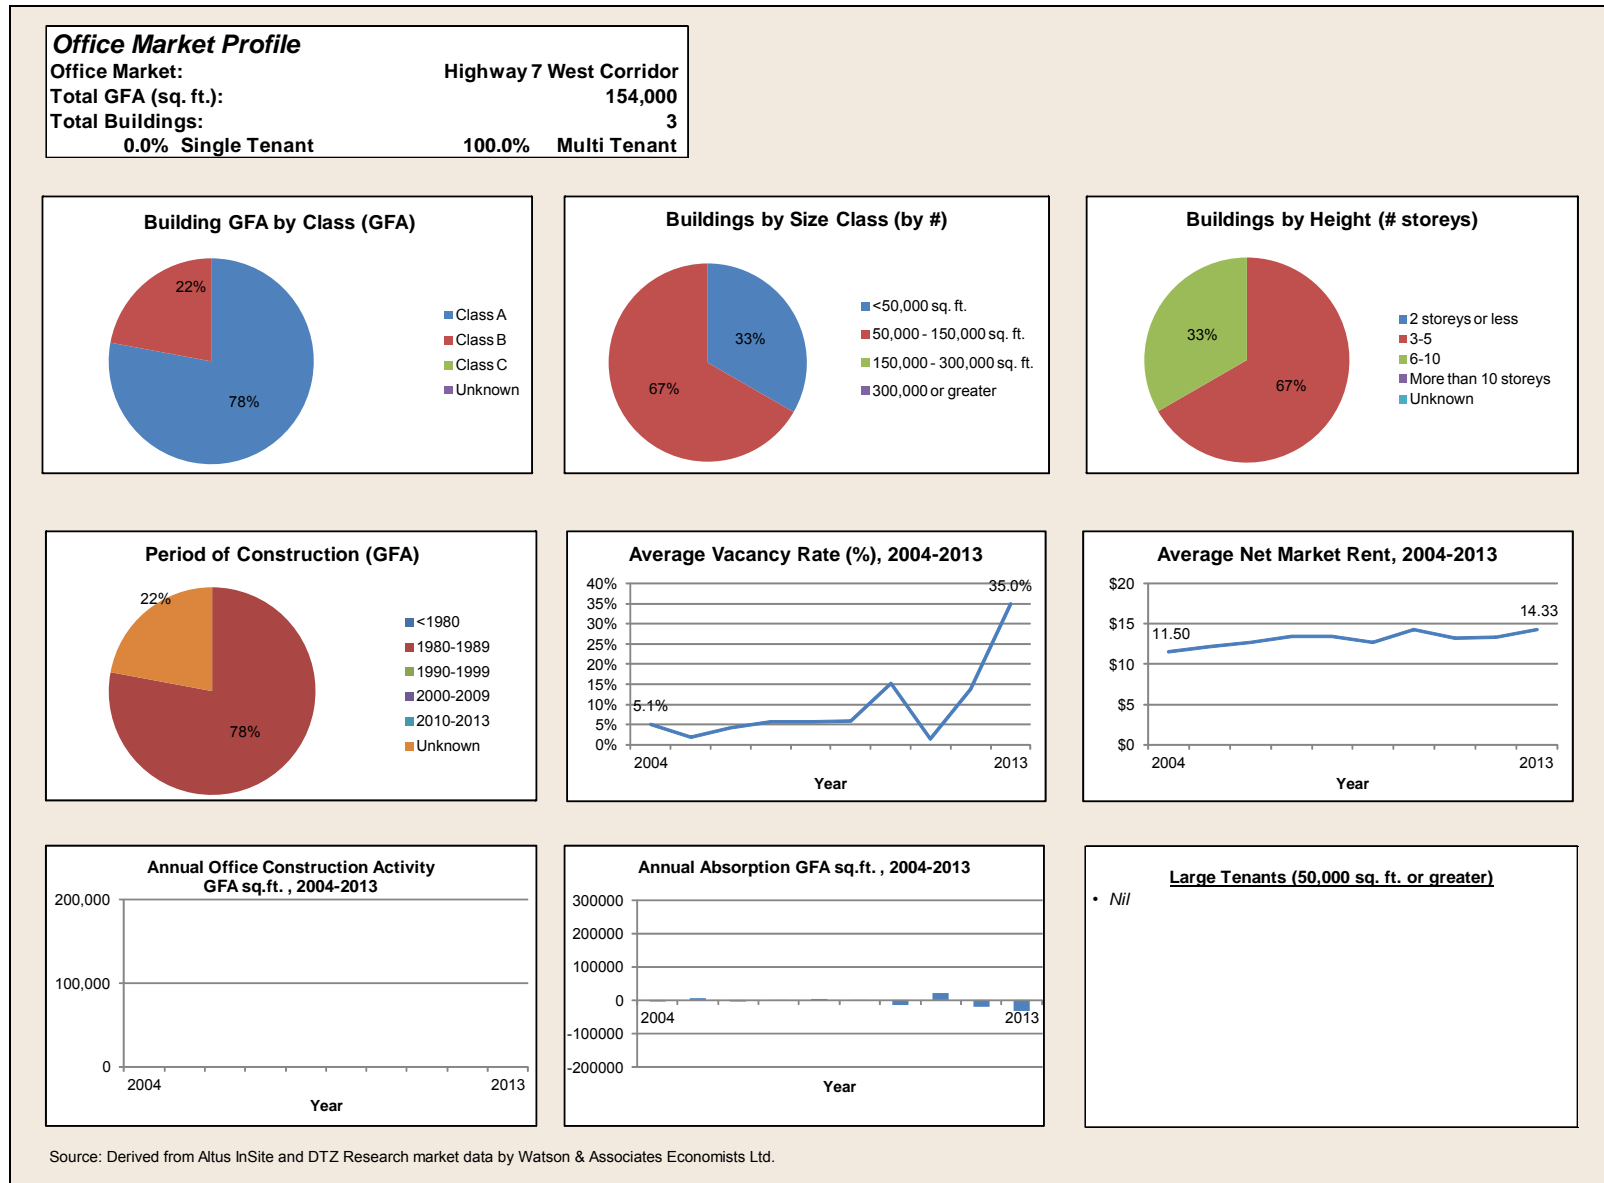 Office Market Profile
Office Market: Highway 7 West Corridor
Total GFA (sq. ft.): 154,000
Total Buildings: 3
0.0% Single Tenant 100.0% Multi Tenant
Building GFA by Class (GFA)
22%
78%
Class A
Class B
Class C
Unknown
Buildings by Size Class (by #)
33%
67%
<50,000 sq. ft.
50,000 - 150,000 sq. ft.
150,000 - 300,000 sq. ft.
300,000 or greater
Buildings by Height (# storeys)
33%
67%
2 storeys or less
3-5
6-10
More than 10 storeys
Unknown
Period of Construction (GFA)
22%
78%
<1980
1980-1989
1990-1999
2000-2009
2010-2013
Unknown
Average Vacancy Rate (%), 2004-2013
40%
35%
30%
25%
20%
15%
10%
5%
0%
5.1%
35.0%
2004 2013
Year
Average Net Market Rent, 2004-2013
$20
$15
$10
$5
$0
11.50
14.33
2004 2013
Year
Annual Office Construction Activity
GFA sq.ft. , 2004-2013
200,000
100,000
0
2004 2013
Year
Annual Absorption GFA sq.ft. , 2004-2013
300000
200000
100000
0
-100000
-200000
2004 2013
Year
Large Tenants (50,000 sq. ft. or greater)
• Nil
Source: Derived from Altus InSite and DTZ Research market data by Watson & Associates Economists Ltd.